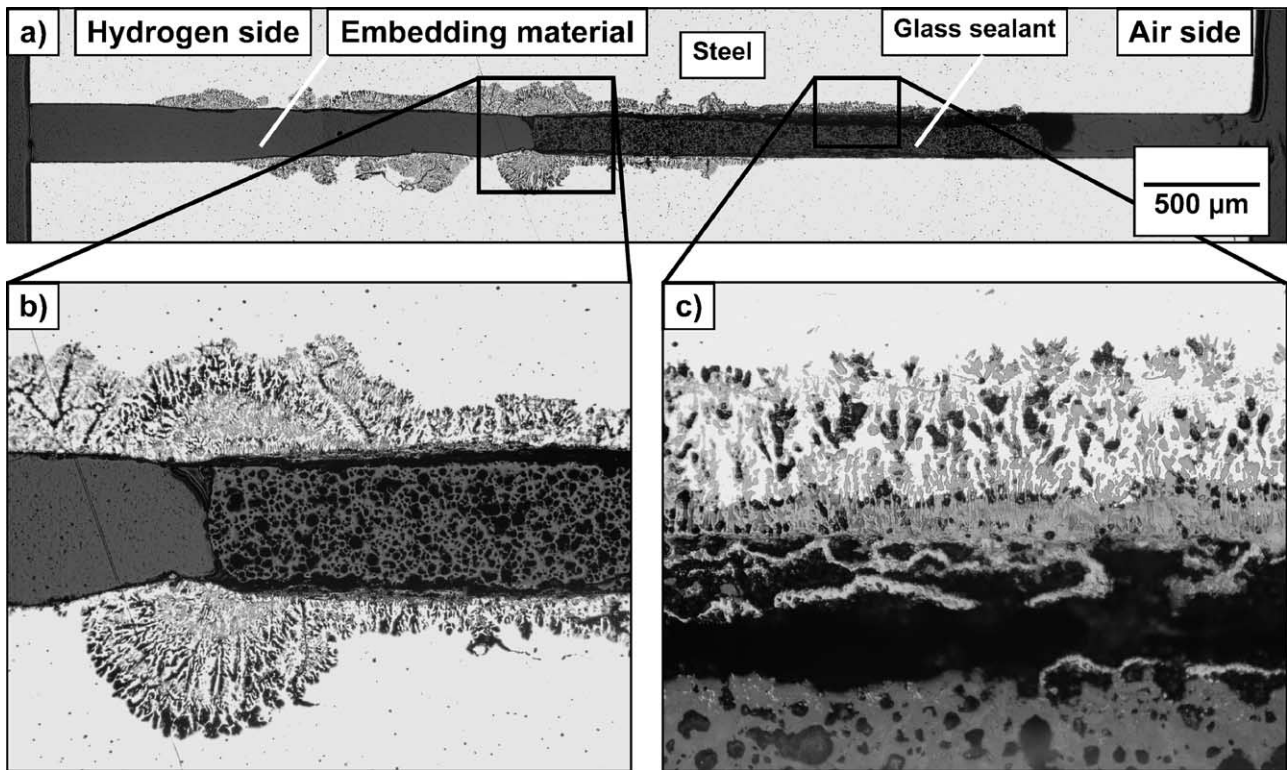 a)
Hydrogen side
Embedding material
Steel
Glass sealant
Air side
500 µm
b)
c)